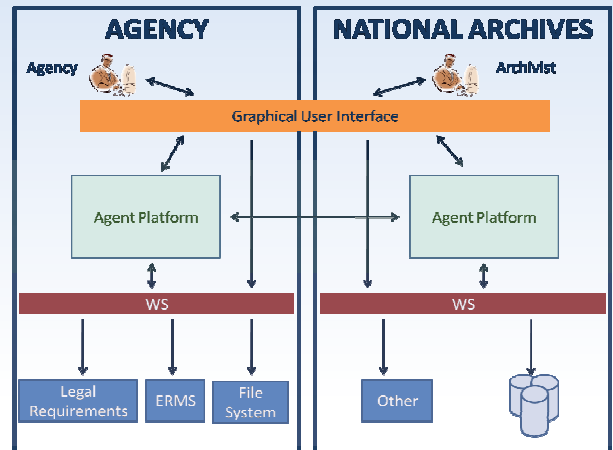 AGENCY
NATIONAL ARCHIVES
Agency
Archivist
Graphical User Interface
Agent Platform
Agent Platform
WS
WS
Legal
Requirements
ERMS
File
System
Other